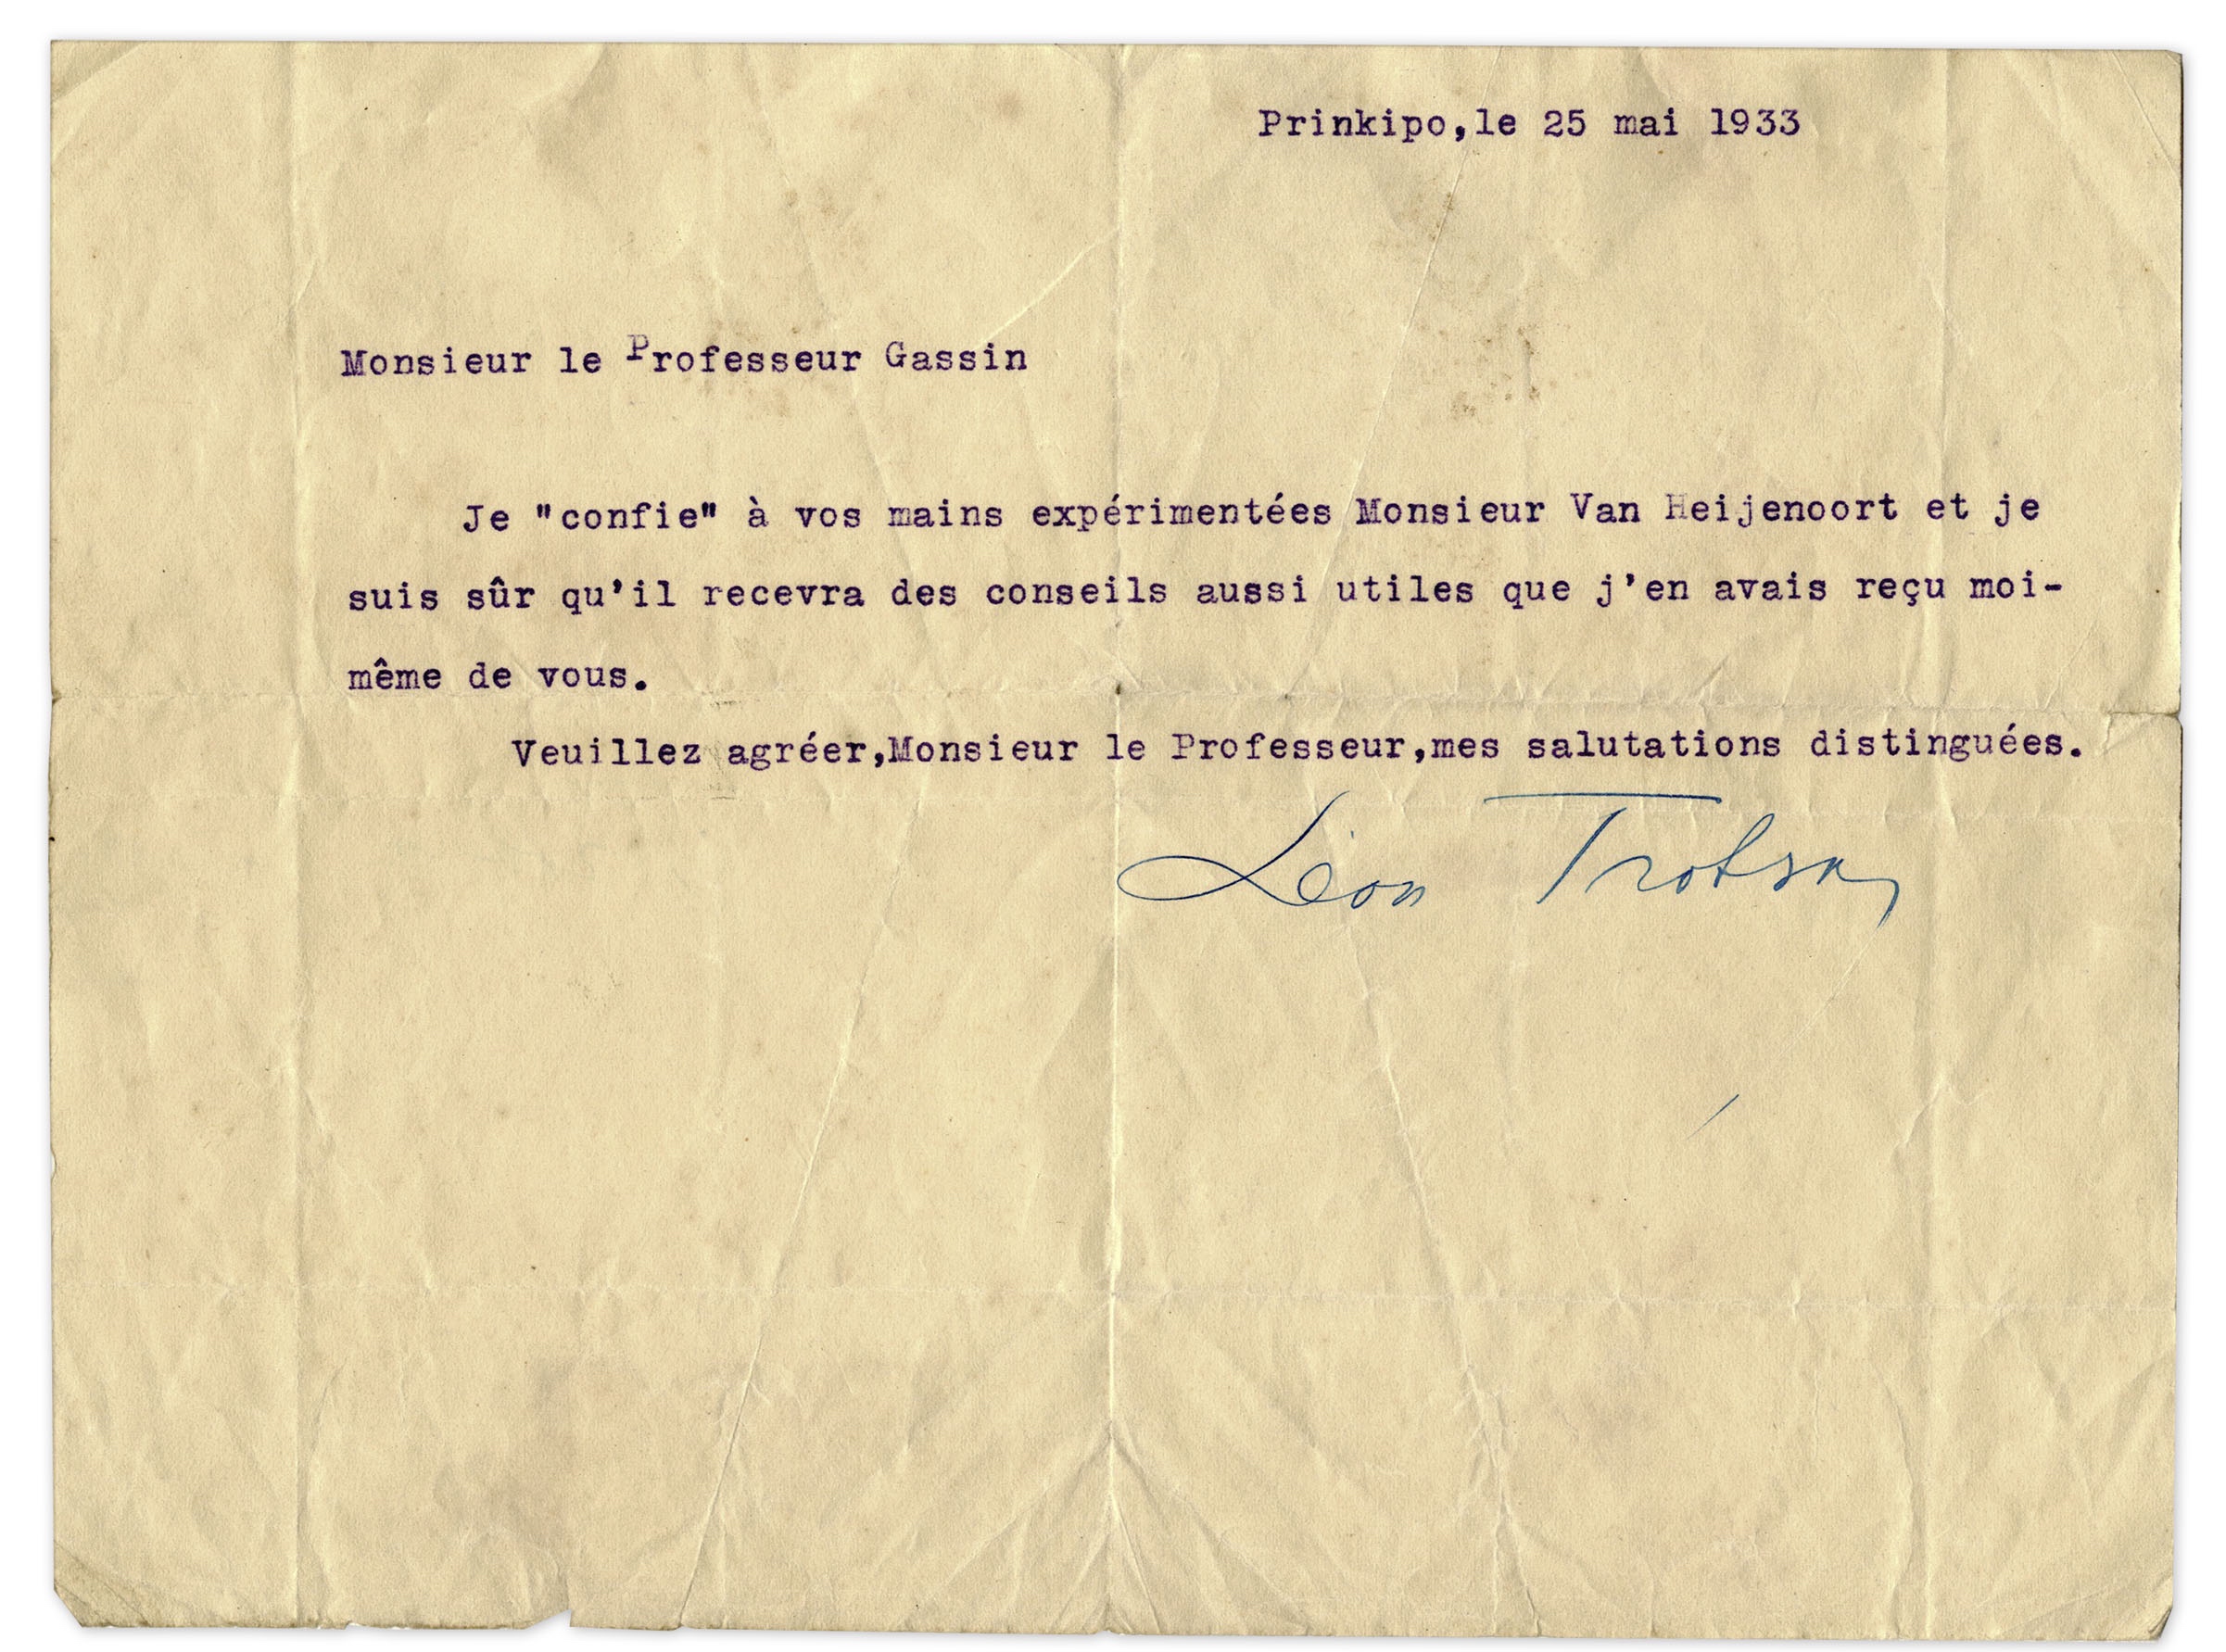 Prinkipo,le 25 mai 1933
Monsieur le Professeur Gassin
Je "confie" à vos mains expérimentées Monsieur Van Heijenoort et je
suis sûr qu'il recevra des conseils aussi utiles que j'en avais reçu moi-
même de vous.
Veuillez agréer,Monsieur le Professeur,mes salutations distinguées.
Léon Trotsky